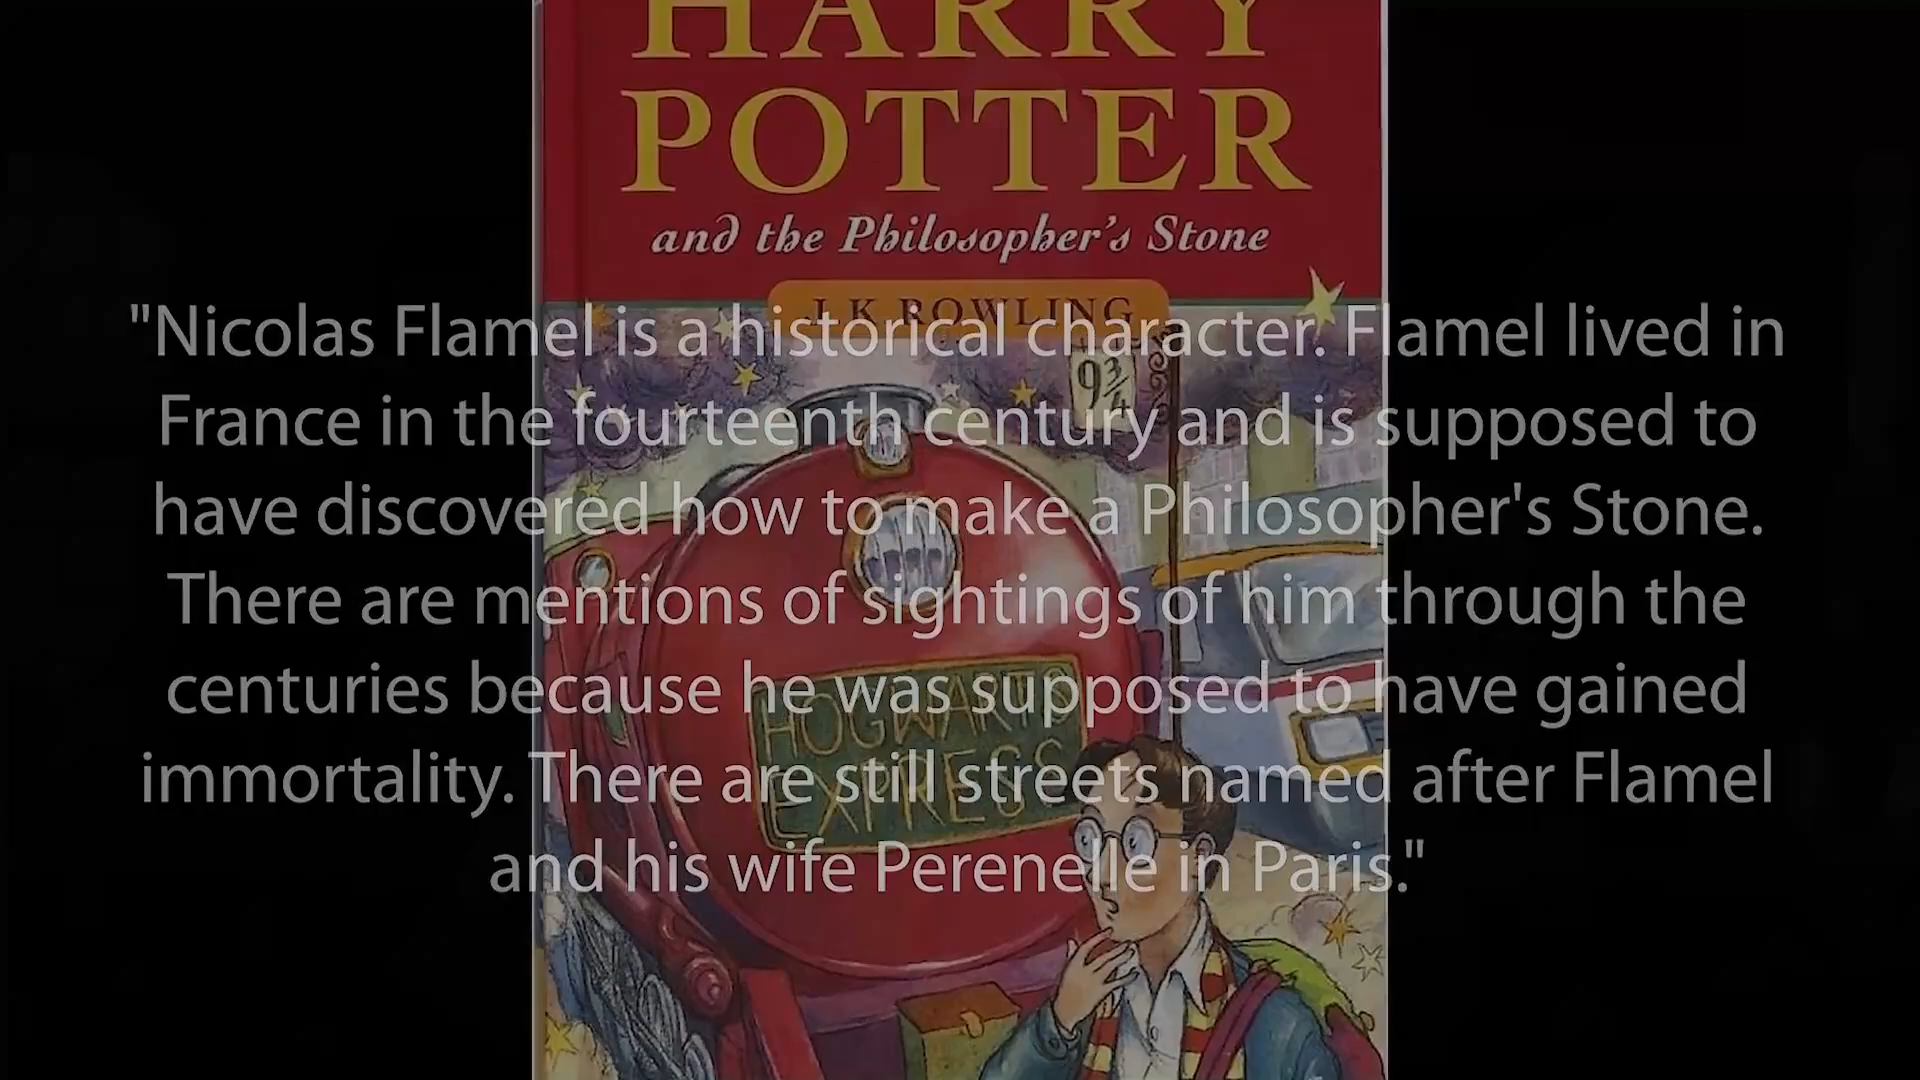 HARRY
POTTER
and the Philosopher's Stone
J.K ROWLING
9 3/4
HOGWARTS
EXPRESS
"Nicolas Flamel is a historical character. Flamel lived in
France in the fourteenth century and is supposed to
have discovered how to make a Philosopher's Stone.
There are mentions of sightings of him through the
centuries because he was supposed to have gained
immortality. There are still streets named after Flamel
and his wife Perenelle in Paris."